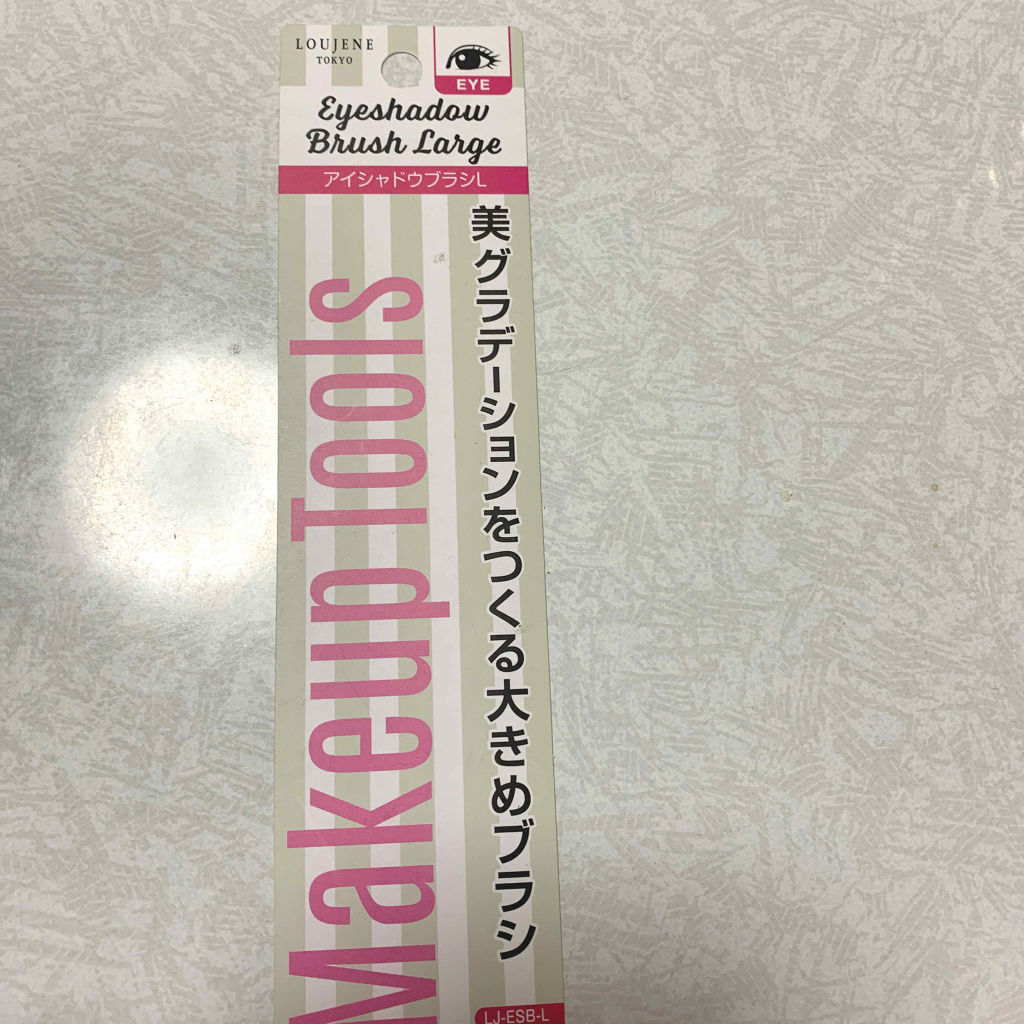 LOUJENE
TOKYO
EYE
Eyeshadow
Brush Large
アイシャドウブラシL
美グラデーションをつくる大きめブラシ
Makeup Tools
LJ-ESB-L